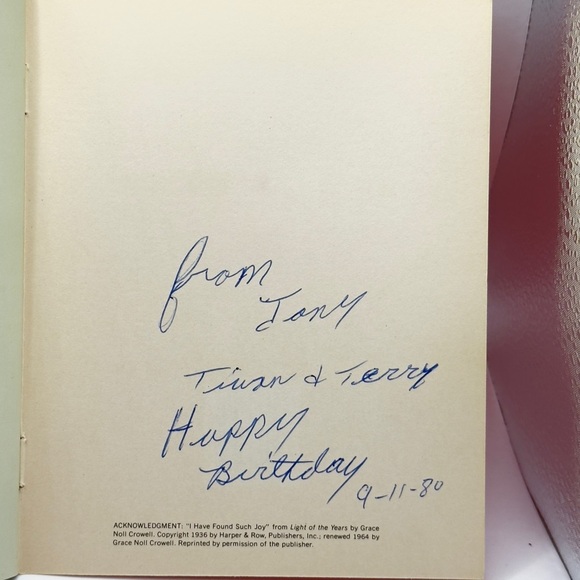 from
Tony
Tiwan & Terry
Happy
Birthday
9-11-80
ACKNOWLEDGMENT: "I Have Found Such Joy" from Light of the Years by Grace
Noll Crowell. Copyright 1936 by Harper & Row, Publishers, Inc.; renewed 1964 by
Grace Noll Crowell. Reprinted by permission of the publisher.